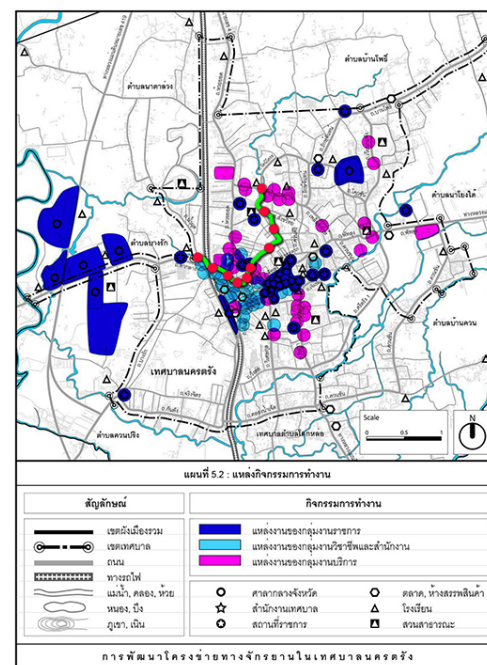 ตำบลบ้านโพธิ์
ตำบลนาตาล่วง
ตำบลนาโยงใต้
ตำบลบางรัก
ตำบลบ้านควน
เทศบาลนครตรัง
ตำบลควนปริง
เทศบาลตำบลโคกหล่อ
Scale
0 .5 1
N
แผนที่ 5.2 : แหล่งกิจกรรมการทำงาน
สัญลักษณ์
กิจกรรมการทำงาน
เขตผังเมืองรวม
แหล่งงานของกลุ่มงานราชการ
เขตเทศบาล
แหล่งงานของกลุ่มงานวิชาชีพและสำนักงาน
ถนน
แหล่งงานของกลุ่มงานบริการ
ทางรถไฟ
แม่น้ำ, คลอง, ห้วย
ศาลากลางจังหวัด
ตลาด, ห้างสรรพสินค้า
หนอง, บึง
สำนักงานเทศบาล
โรงเรียน
ภูเขา, เนิน
สถานที่ราชการ
สวนสาธารณะ
การพัฒนาโครงข่ายทางจักรยานในเทศบาลนครตรัง